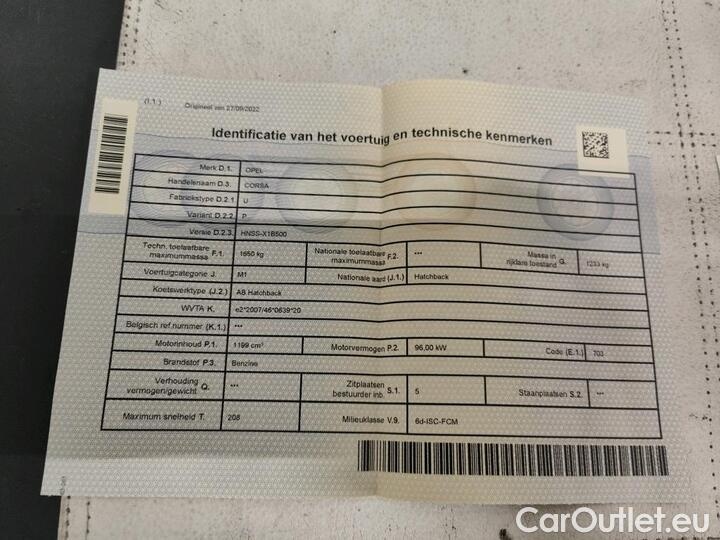 (I.1.) Origineel van 27/09/2022
Identificatie van het voertuig en technische kenmerken
Merk D.1. OPEL
Handelsnaam D.3. CORSA
Fabriekstype D.2.1. U
Variant D.2.2. P
Versie D.2.3. HNSS-X1B500
Techn. toelaatbare maximummassa F.1. 1650 kg Nationale toelaatbare maximummassa F.2. *** Massa in rijklare toestand G. 1233 kg
Voertuigcategorie J. M1 Nationale aard (J.1.) Hatchback
Koetswerktype (J.2.) AB Hatchback
WVTA K. e2*2007/46*0639*20
Belgisch ref.nummer (K.1.) ***
Motorinhoud P.1. 1199 cm³ Motorvermogen P.2. 96,00 kW Code (E.1.) 703
Brandstof P.3. Benzine
Verhouding vermogen/gewicht Q. *** Zitplaatsen bestuurder inb. S.1. 5 Staanplaatsen S.2. ***
Maximum snelheid T. 208 Milieuklasse V.9. 6d-ISC-FCM
CarOutlet.eu